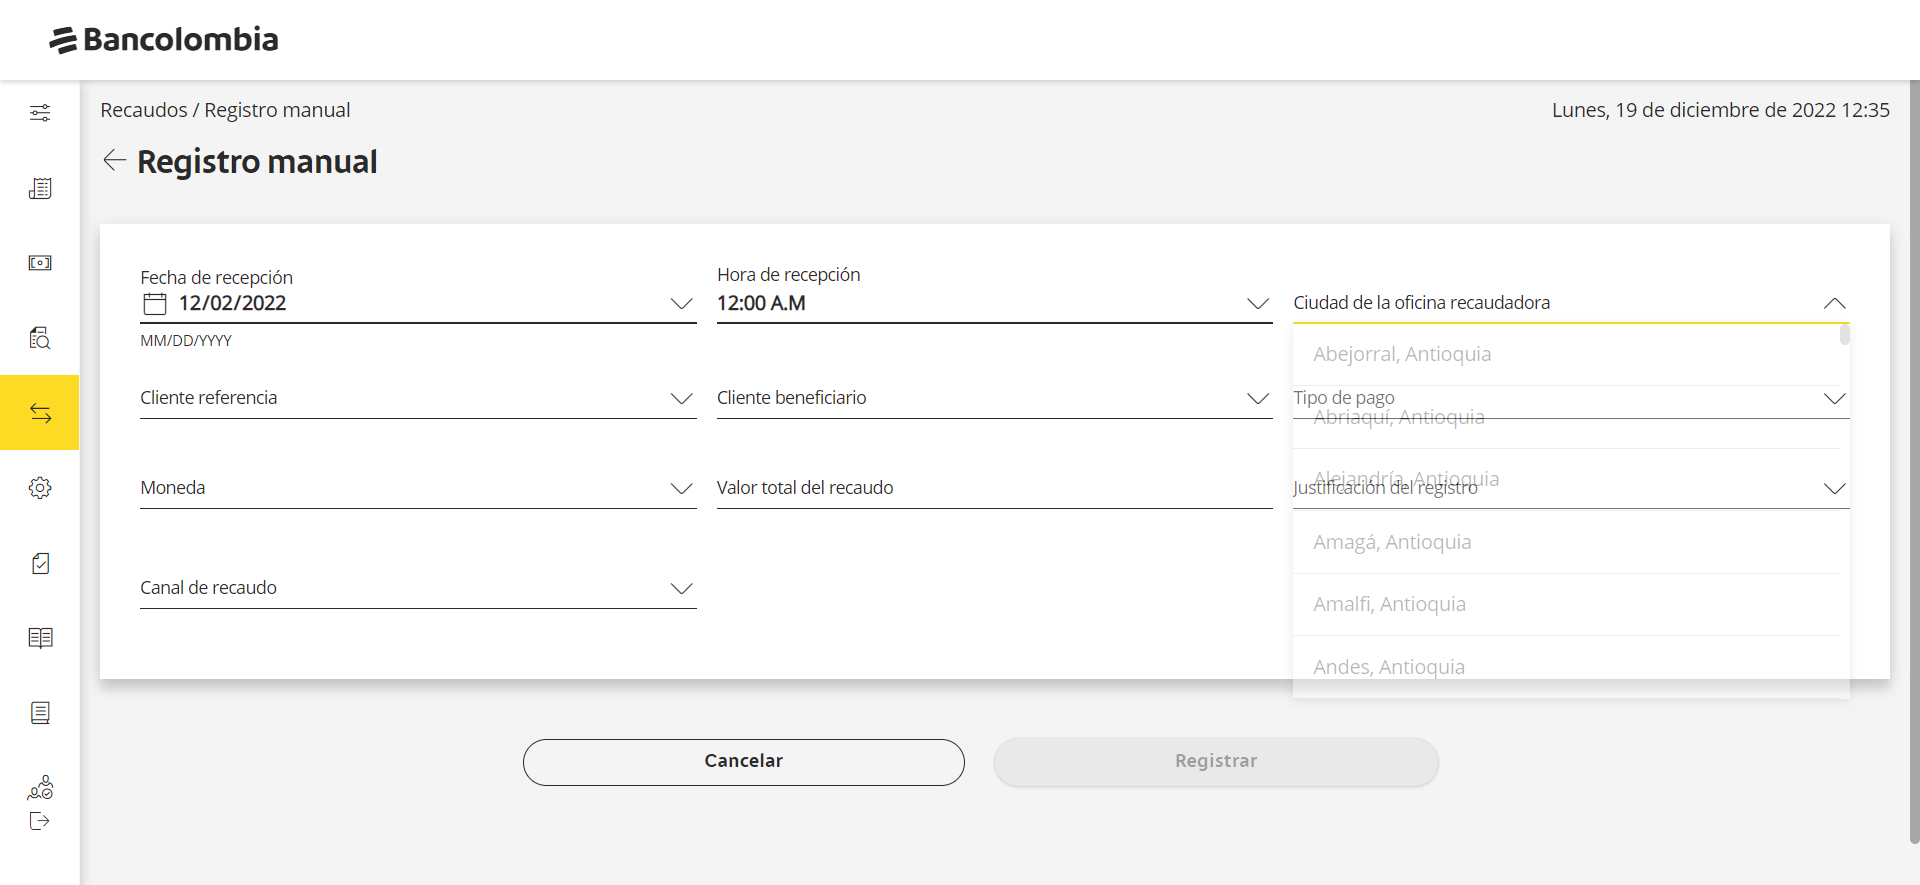 Bancolombia
Recaudos / Registro manual
Lunes, 19 de diciembre de 2022 12:35
Registro manual
Fecha de recepción
12/02/2022
MM/DD/YYYY
Hora de recepción
12:00 A.M
Ciudad de la oficina recaudadora
Abejorral, Antioquia
Cliente referencia
Cliente beneficiario
Tipo de pago
Abriaquí, Antioquia
Alejandría, Antioquia
Moneda
Valor total del recaudo
Justificación del registro
Amagá, Antioquia
Canal de recaudo
Amalfi, Antioquia
Andes, Antioquia
Cancelar
Registrar